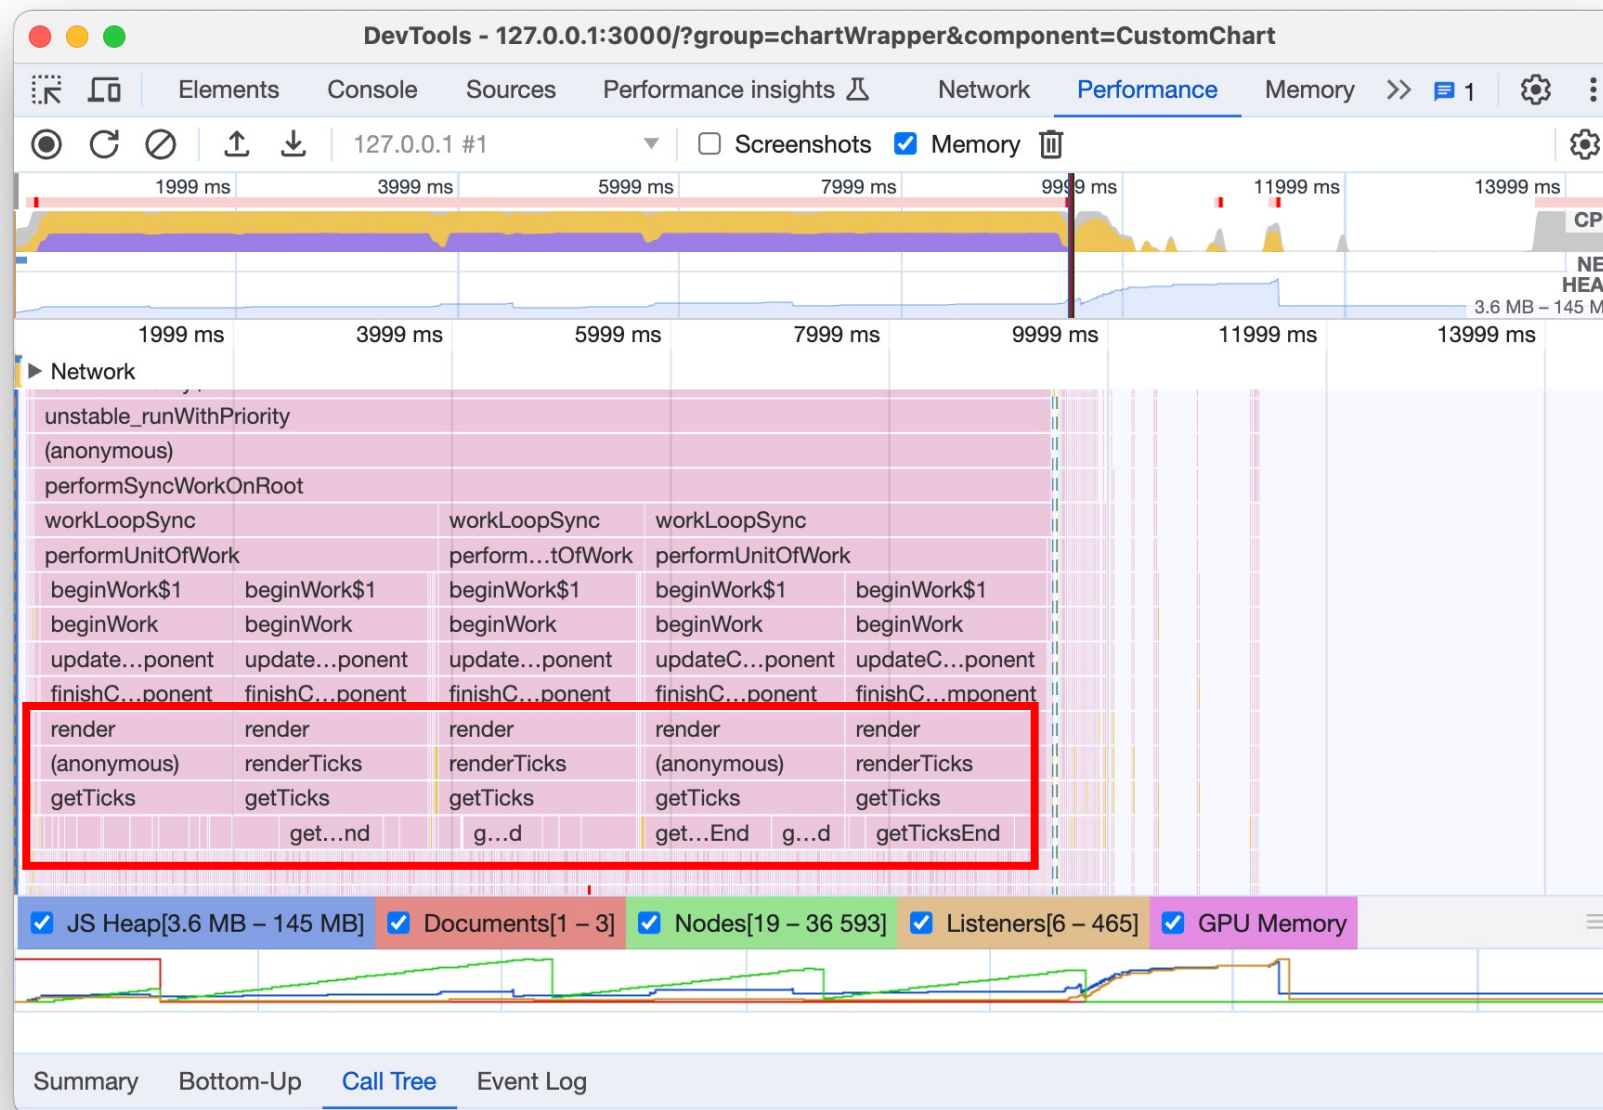 DevTools - 127.0.0.1:3000/?group=chartWrapper&component=CustomChart
Elements Console Sources Performance insights Network Performance Memory 1
127.0.0.1 #1 Screenshots Memory
1999 ms 3999 ms 5999 ms 7999 ms 9999 ms 11999 ms 13999 ms
CP
NE
HEA
3.6 MB – 145 M
1999 ms 3999 ms 5999 ms 7999 ms 9999 ms 11999 ms 13999 ms
Network
unstable_runWithPriority
(anonymous)
performSyncWorkOnRoot
workLoopSync workLoopSync workLoopSync
performUnitOfWork perform…tOfWork performUnitOfWork
beginWork$1 beginWork$1 beginWork$1 beginWork$1 beginWork$1
beginWork beginWork beginWork beginWork beginWork
update…ponent update…ponent update…ponent updateC…ponent updateC…ponent
finishC…ponent finishC…ponent finishC…ponent finishC…ponent finishC…mponent
render render render render render
(anonymous) renderTicks renderTicks (anonymous) renderTicks
getTicks getTicks getTicks getTicks getTicks
get…nd g…d get…End g…d getTicksEnd
JS Heap[3.6 MB – 145 MB] Documents[1 – 3] Nodes[19 – 36 593] Listeners[6 – 465] GPU Memory
Summary Bottom-Up Call Tree Event Log